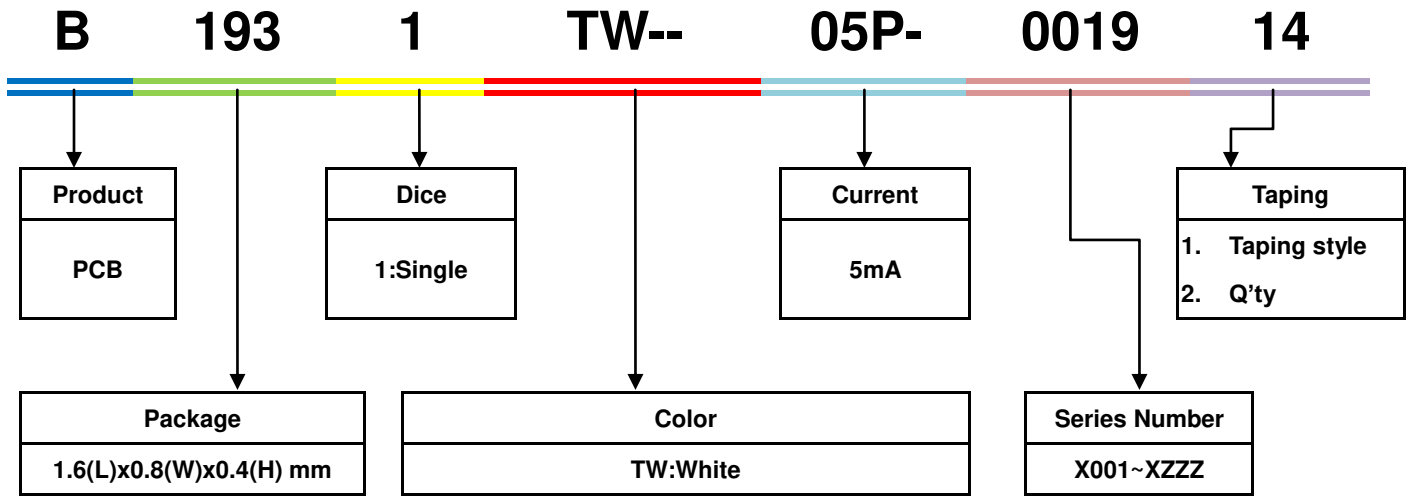 B 193 1 TW-- 05P- 0019 14
Product
PCB
Dice
1:Single
Current
5mA
Taping
1. Taping style
2. Q’ty
Package
1.6(L)x0.8(W)x0.4(H) mm
Color
TW:White
Series Number
X001~XZZZ